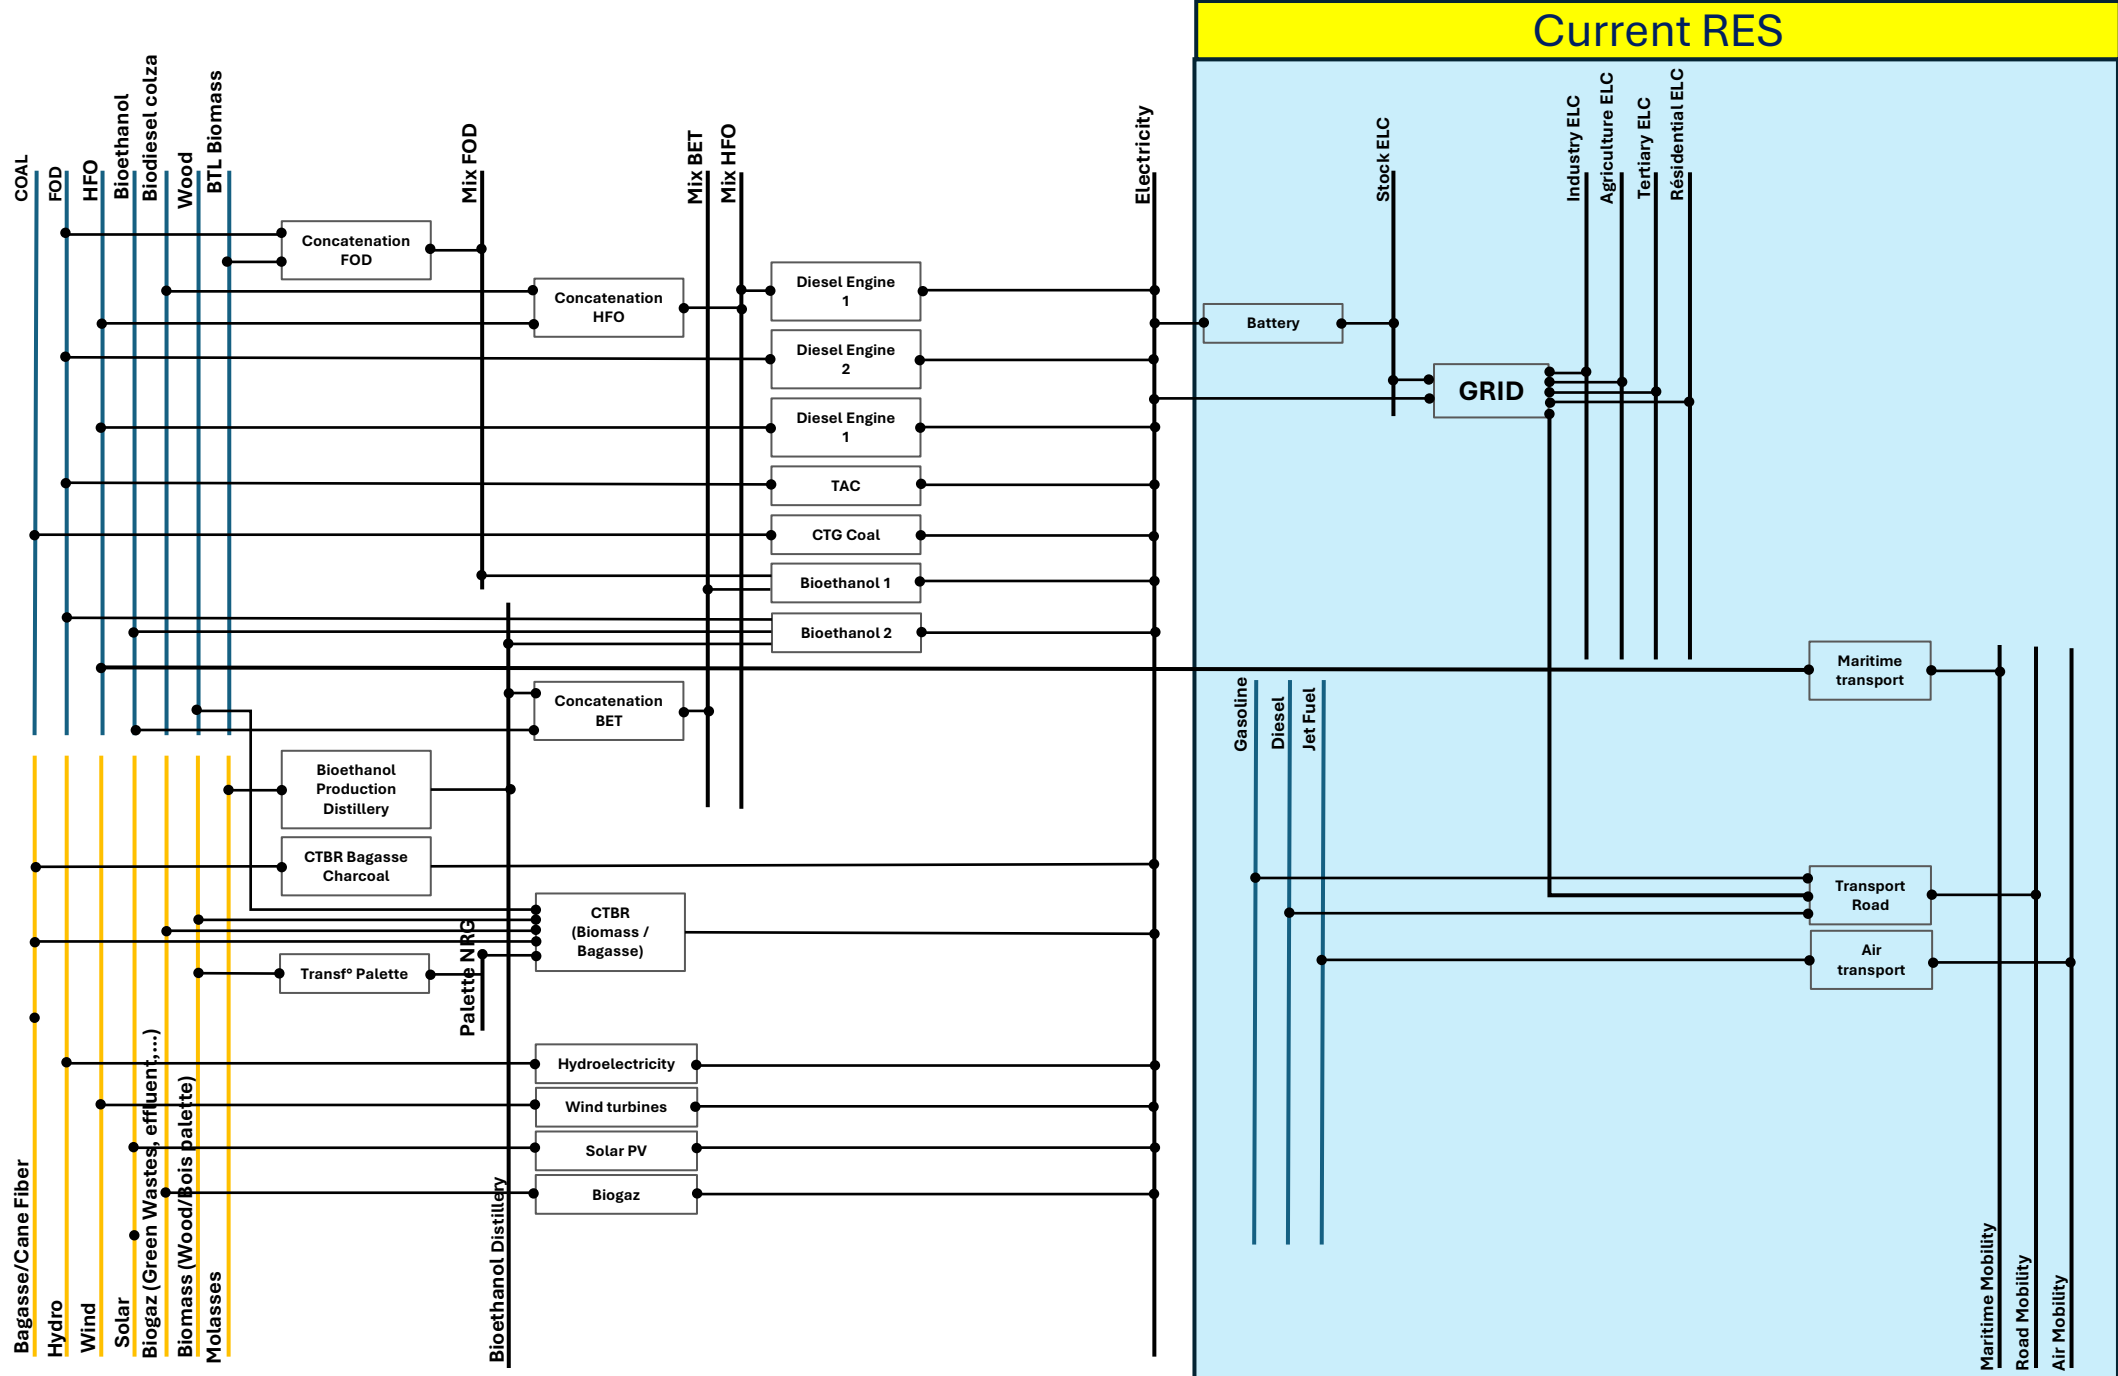 Current RES
COAL
FOD
HFO
Bioethanol
Biodiesel colza
Wood
BTL Biomass
Mix FOD
Mix BET
Mix HFO
Electricity
Stock ELC
Industry ELC
Agriculture ELC
Tertiary ELC
Résidential ELC
Concatenation
FOD
Concatenation
HFO
Diesel Engine
1
Battery
Diesel Engine
2
GRID
Diesel Engine
1
TAC
CTG Coal
Bioethanol 1
Bioethanol 2
Maritime
transport
Concatenation
BET
Gasoline
Diesel
Jet Fuel
Bioethanol
Production
Distillery
CTBR Bagasse
Charcoal
Transport
Road
CTBR
(Biomass /
Bagasse)
Air
transport
Transf° Palette
Palette NRG
Hydroelectricity
Wind turbines
Solar PV
Biogaz
Bagasse/Cane Fiber
Hydro
Wind
Solar
Biogaz (Green Wastes, effluent,…)
Biomass (Wood/Bois palette)
Molasses
Bioethanol Distillery
Maritime Mobility
Road Mobility
Air Mobility